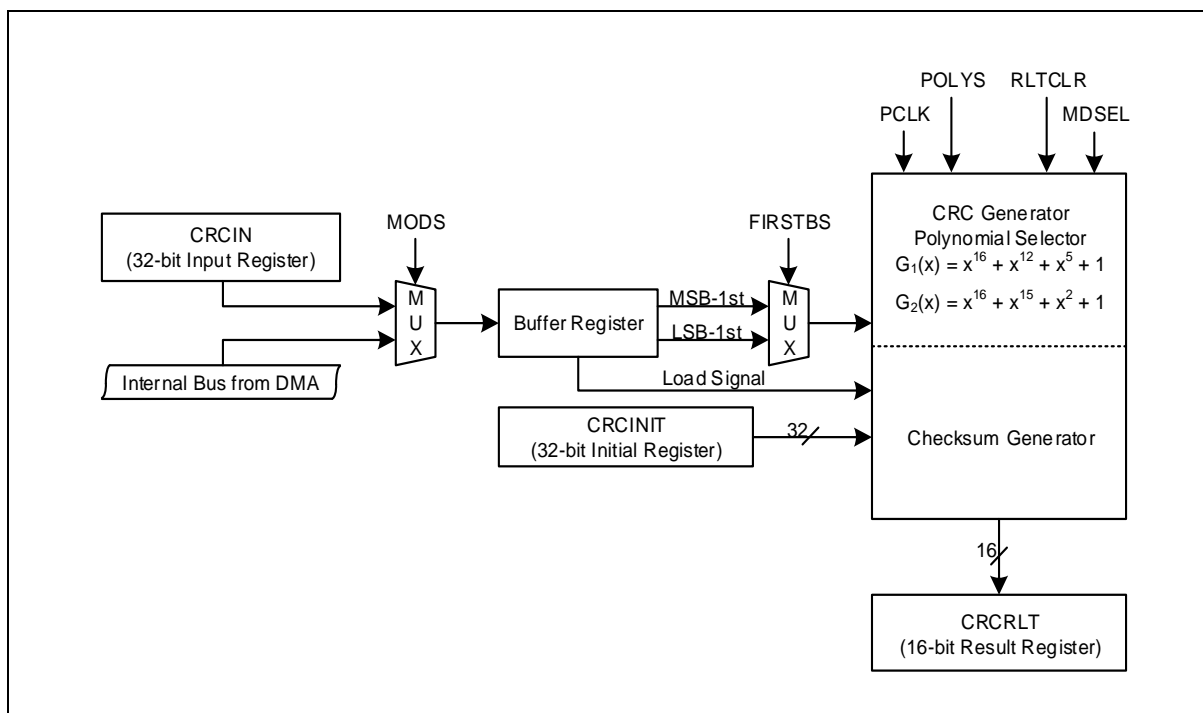 POLYS RLTCLR
PCLK MDSEL
CRCIN
(32-bit Input Register)
MODS
FIRSTBS
CRC Generator
Polynomial Selector
G₁(x) = x¹⁶ + x¹² + x⁵ + 1
G₂(x) = x¹⁶ + x¹⁵ + x² + 1
M
U
X
Buffer Register
MSB-1st
LSB-1st
M
U
X
Internal Bus from DMA
Load Signal
CRCINIT
(32-bit Initial Register)
32
Checksum Generator
16
CRCRLT
(16-bit Result Register)